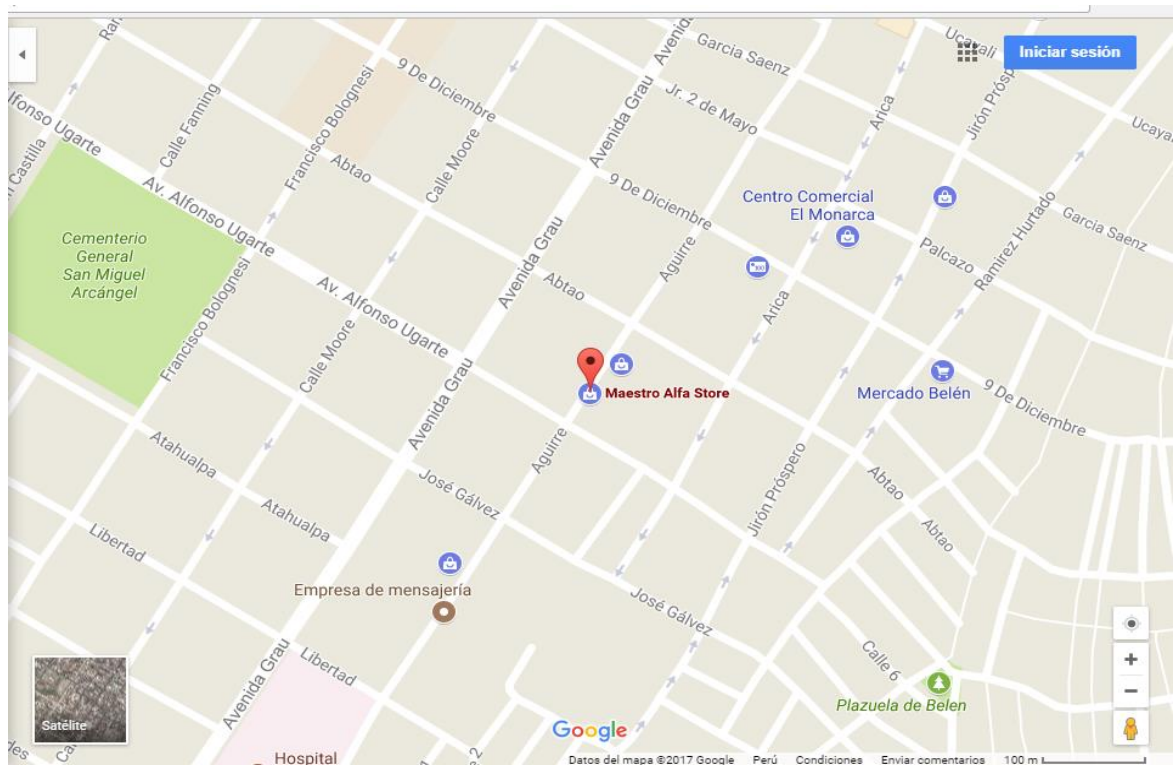 Iniciar sesión
Ucayali
Ucayali
Garcia Saenz
Avenida Grau
Jr. 2 de Mayo
9 De Diciembre
Arica
Jirón Próspero
Alfonso Ugarte
Calle Fanning
Francisco Bolognesi
Abtao
Calle Moore
Av. Alfonso Ugarte
9 De Diciembre
Centro Comercial
El Monarca
Ramirez Hurtado
Garcia Saenz
Palcazo
Cementerio
General
San Miguel
Arcángel
Francisco Bolognesi
Av. Alfonso Ugarte
Avenida Grau
Abtao
Aguirre
Arica
Calle Moore
Maestro Alfa Store
Mercado Belén
9 De Diciembre
Avenida Grau
Aguirre
Atahualpa
José Gálvez
Jirón Próspero
Abtao
Abtao
Atahualpa
Libertad
Empresa de mensajería
José Gálvez
Libertad
Avenida Grau
Calle 6
Plazuela de Belen
Satélite
Google
Hospital
Datos del mapa ©2017 Google Perú Condiciones Enviar comentarios 100 m